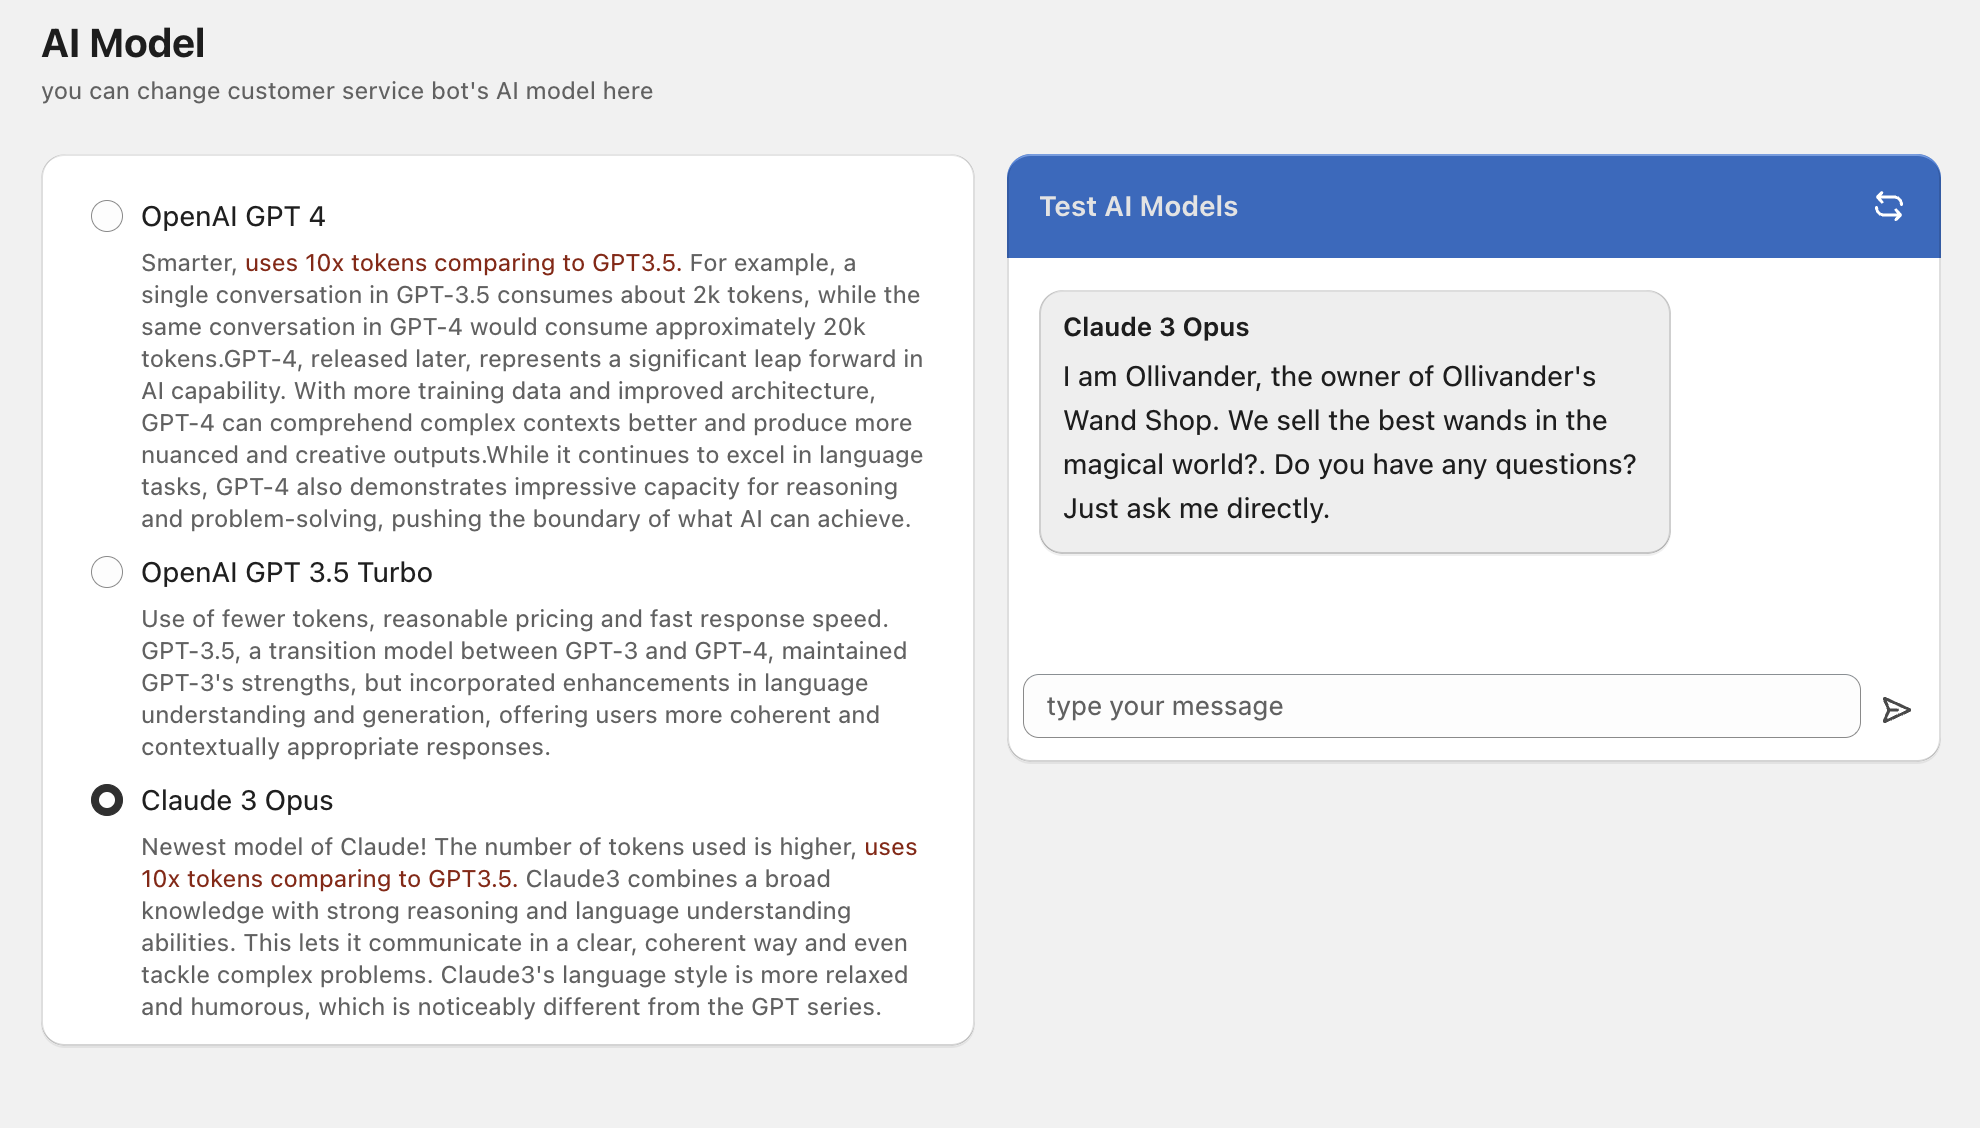 AI Model
you can change customer service bot's AI model here
OpenAI GPT 4
Smarter, uses 10x tokens comparing to GPT3.5. For example, a
single conversation in GPT-3.5 consumes about 2k tokens, while the
same conversation in GPT-4 would consume approximately 20k
tokens.GPT-4, released later, represents a significant leap forward in
AI capability. With more training data and improved architecture,
GPT-4 can comprehend complex contexts better and produce more
nuanced and creative outputs.While it continues to excel in language
tasks, GPT-4 also demonstrates impressive capacity for reasoning
and problem-solving, pushing the boundary of what AI can achieve.
OpenAI GPT 3.5 Turbo
Use of fewer tokens, reasonable pricing and fast response speed.
GPT-3.5, a transition model between GPT-3 and GPT-4, maintained
GPT-3's strengths, but incorporated enhancements in language
understanding and generation, offering users more coherent and
contextually appropriate responses.
Claude 3 Opus
Newest model of Claude! The number of tokens used is higher, uses
10x tokens comparing to GPT3.5. Claude3 combines a broad
knowledge with strong reasoning and language understanding
abilities. This lets it communicate in a clear, coherent way and even
tackle complex problems. Claude3's language style is more relaxed
and humorous, which is noticeably different from the GPT series.
Test AI Models
Claude 3 Opus
I am Ollivander, the owner of Ollivander's
Wand Shop. We sell the best wands in the
magical world?. Do you have any questions?
Just ask me directly.
type your message